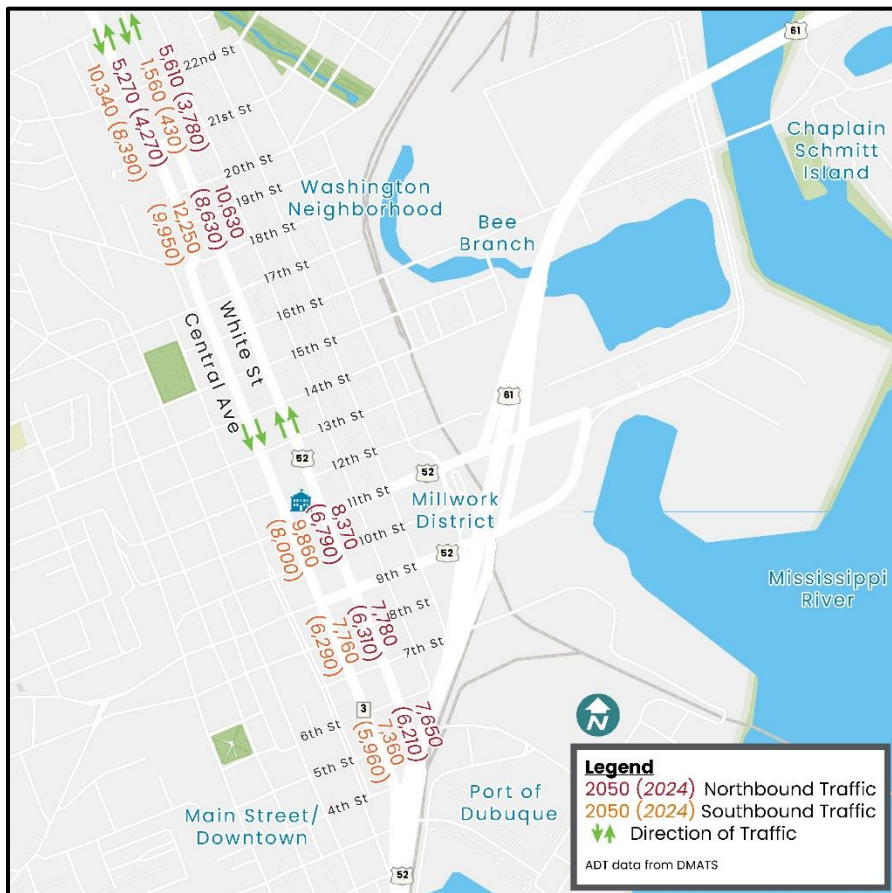 61
22nd St
5,610 (3,780)
1,560 (430)
5,270 (4,270)
10,340 (8,390)
21st St
20th St
19th St
18th St
17th St
16th St
15th St
14th St
13th St
12th St
11th St
10th St
9th St
8th St
7th St
6th St
5th St
4th St
Chaplain
Schmitt
Island
Washington
Neighborhood
Bee
Branch
10,630
(8,630)
12,250
(9,950)
White St
Central Ave
61
52
52
Millwork
District
52
8,370
(6,790)
9,860
(8,000)
Mississippi
River
7,780
(6,310)
7,760
(6,290)
3
7,650
(6,210)
7,360
(5,960)
N
Port of
Dubuque
Main Street/
Downtown
52
Legend
2050 (2024) Northbound Traffic
2050 (2024) Southbound Traffic
Direction of Traffic
ADT data from DMATS